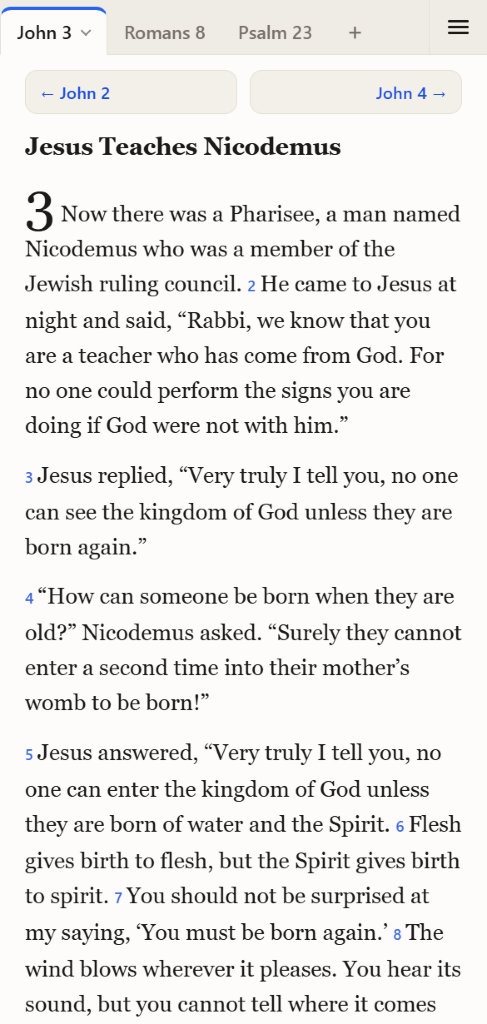 John 3 Romans 8 Psalm 23 +
← John 2 John 4 →
Jesus Teaches Nicodemus
3 Now there was a Pharisee, a man named
Nicodemus who was a member of the
Jewish ruling council. 2 He came to Jesus at
night and said, “Rabbi, we know that you
are a teacher who has come from God. For
no one could perform the signs you are
doing if God were not with him.”
3 Jesus replied, “Very truly I tell you, no one
can see the kingdom of God unless they are
born again.”
4 “How can someone be born when they are
old?” Nicodemus asked. “Surely they cannot
enter a second time into their mother’s
womb to be born!”
5 Jesus answered, “Very truly I tell you, no
one can enter the kingdom of God unless
they are born of water and the Spirit. 6 Flesh
gives birth to flesh, but the Spirit gives birth
to spirit. 7 You should not be surprised at
my saying, ‘You must be born again.’ 8 The
wind blows wherever it pleases. You hear its
sound, but you cannot tell where it comes